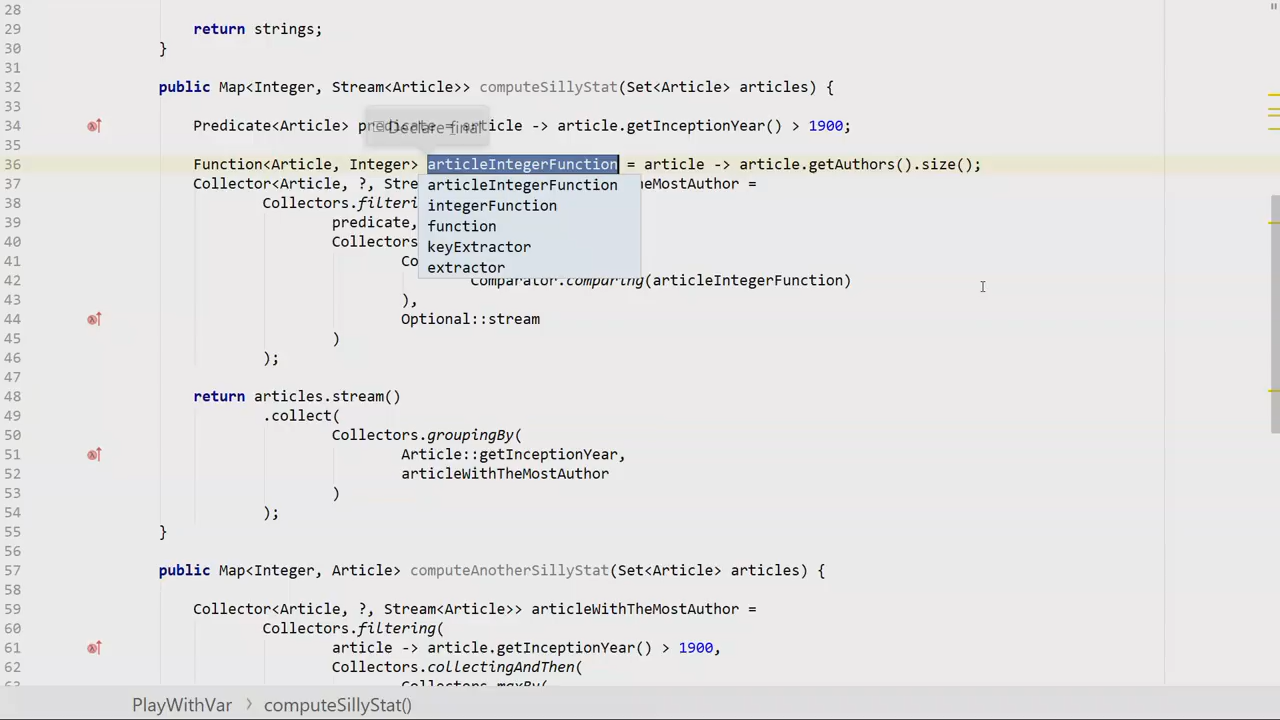 28
29 return strings;
30 }
31
32 public Map<Integer, Stream<Article>> computeSillyStat(Set<Article> articles) {
33
34 Predicate<Article> article -> article.getInceptionYear() > 1900;
Declare final
35
36 Function<Article, Integer> articleIntegerFunction = article -> article.getAuthors().size();
37 Collector<Article, ?, Stre articleIntegerFunction heMostAuthor =
38 Collectors.filteri integerFunction
39 predicate, function
40 Collectors keyExtractor
41 Co extractor
42 Comparator.comparing(articleIntegerFunction)
43 ),
44 Optional::stream
45 )
46 );
47
48 return articles.stream()
49 .collect(
50 Collectors.groupingBy(
51 Article::getInceptionYear,
52 articleWithTheMostAuthor
53 )
54 );
55 }
56
57 public Map<Integer, Article> computeAnotherSillyStat(Set<Article> articles) {
58
59 Collector<Article, ?, Stream<Article>> articleWithTheMostAuthor =
60 Collectors.filtering(
61 article -> article.getInceptionYear() > 1900,
62 Collectors.collectingAndThen(
63 Collectors.maxBy(
PlayWithVar > computeSillyStat()